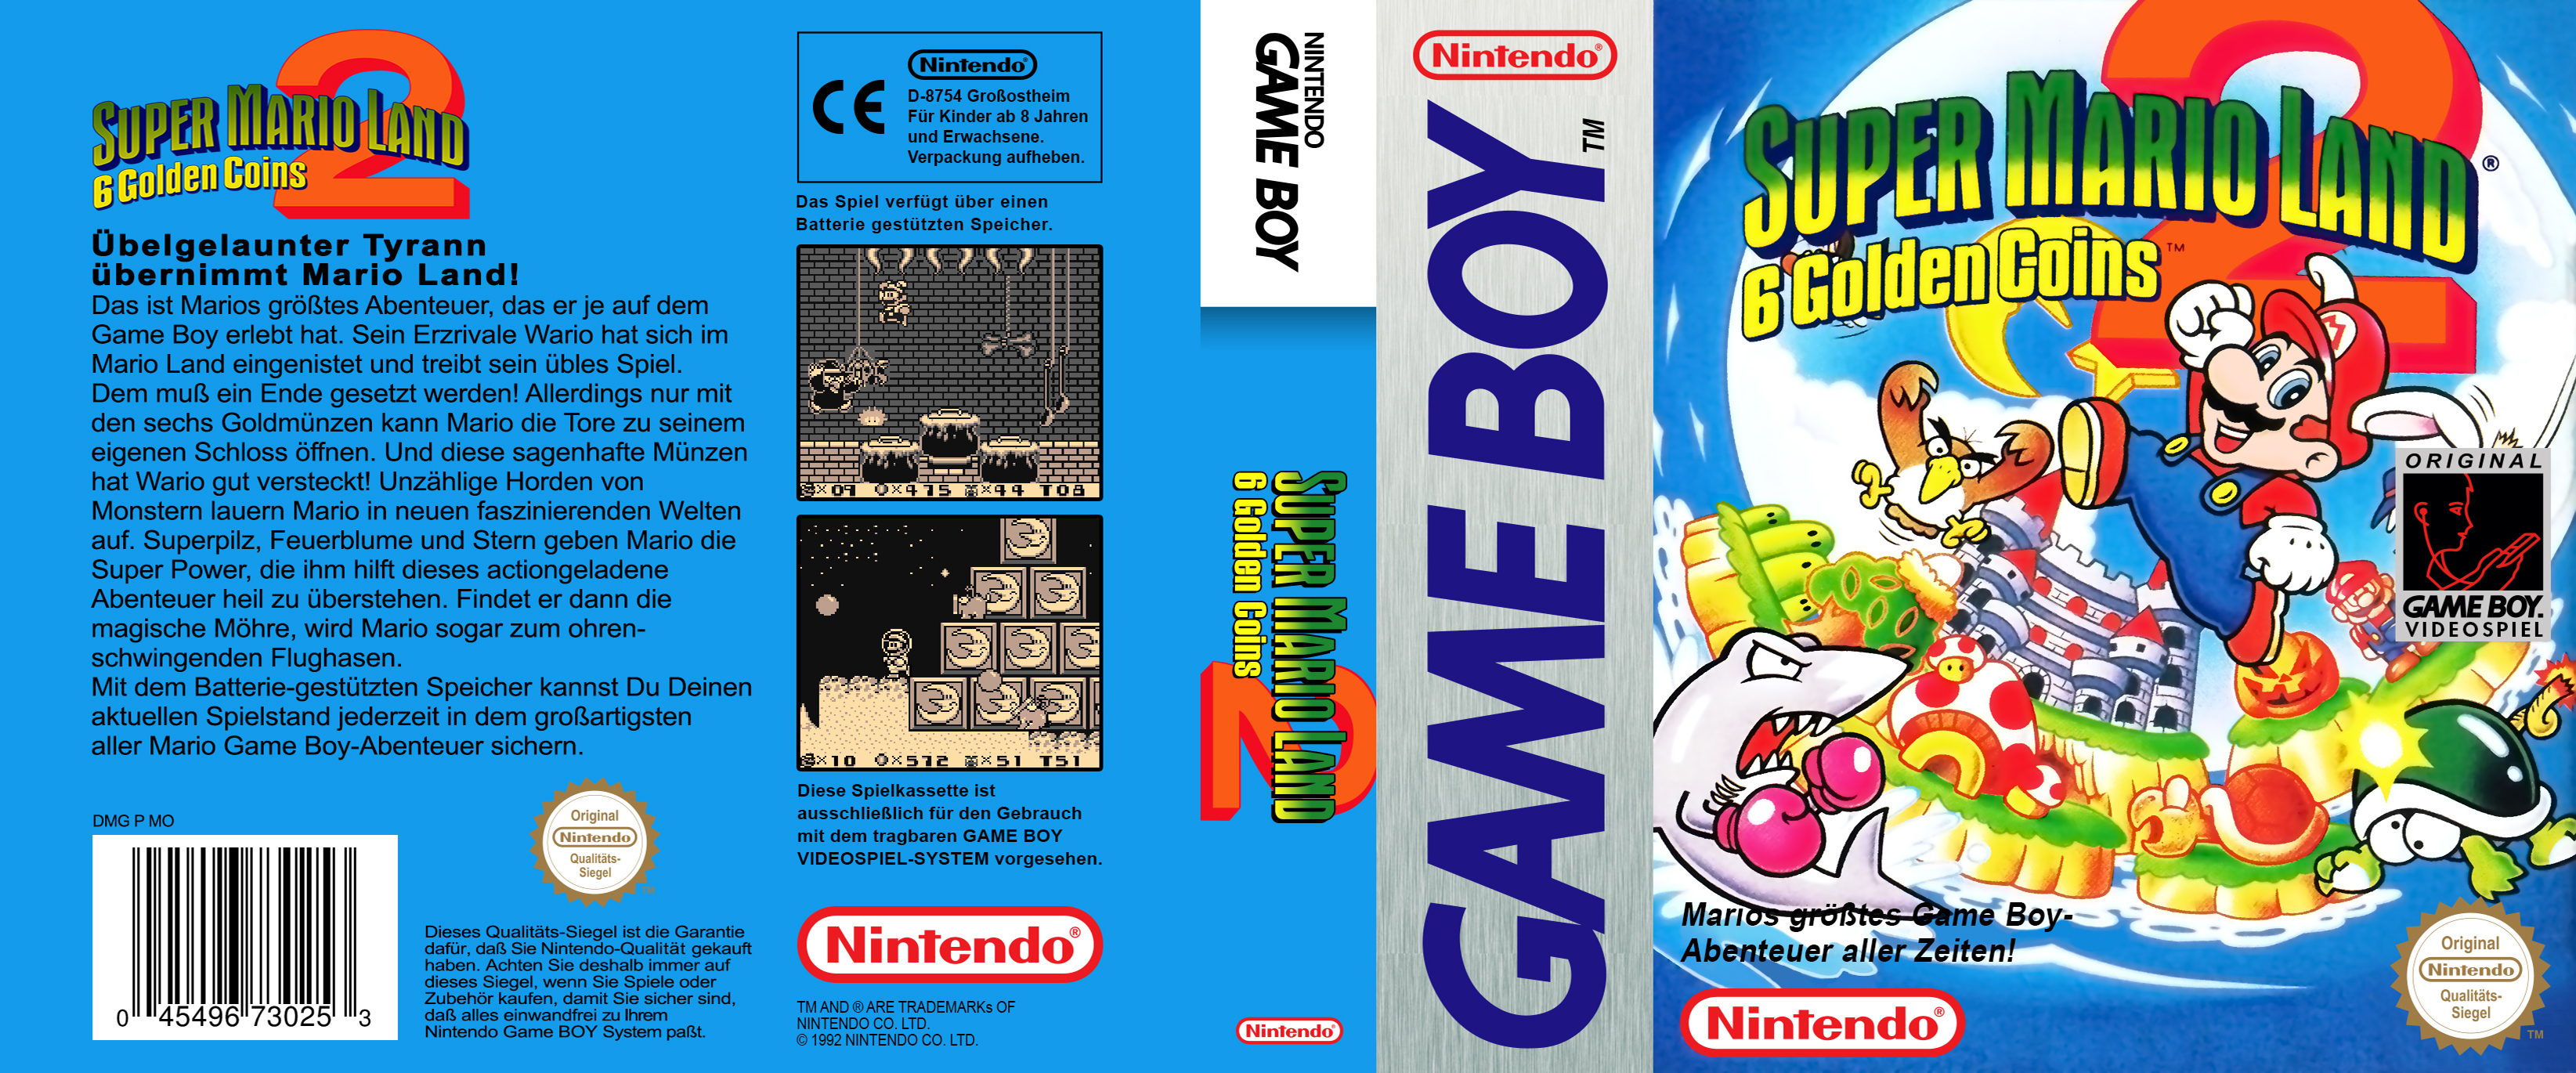 SUPER MARIO LAND
2
6 Golden Coins
Übelgelaunter Tyrann
übernimmt Mario Land!
Das ist Marios größtes Abenteuer, das er je auf dem
Game Boy erlebt hat. Sein Erzrivale Wario hat sich im
Mario Land eingenistet und treibt sein übles Spiel.
Dem muß ein Ende gesetzt werden! Allerdings nur mit
den sechs Goldmünzen kann Mario die Tore zu seinem
eigenen Schloss öffnen. Und diese sagenhafte Münzen
hat Wario gut versteckt! Unzählige Horden von
Monstern lauern Mario in neuen faszinierenden Welten
auf. Superpilz, Feuerblume und Stern geben Mario die
Super Power, die ihm hilft dieses actiongeladene
Abenteuer heil zu überstehen. Findet er dann die
magische Möhre, wird Mario sogar zum ohren-
schwingenden Flughasen.
Mit dem Batterie-gestützten Speicher kannst Du Deinen
aktuellen Spielstand jederzeit in dem großartigsten
aller Mario Game Boy-Abenteuer sichern.
DMG P MO
0 45496 73025 3
Original
Nintendo
Qualitäts-
Siegel
TM
Dieses Qualitäts-Siegel ist die Garantie
dafür, daß Sie Nintendo-Qualität gekauft
haben. Achten Sie deshalb immer auf
dieses Siegel, wenn Sie Spiele oder
Zubehör kaufen, damit Sie sicher sind,
daß alles einwandfrei zu Ihrem
Nintendo Game BOY System paßt.
CE
Nintendo®
D-8754 Großostheim
Für Kinder ab 8 Jahren
und Erwachsene.
Verpackung aufheben.
Das Spiel verfügt über einen
Batterie gestützten Speicher.
×09 ×475 ×44 T08
×10 ×572 ×51 T51
Diese Spielkassette ist
ausschließlich für den Gebrauch
mit dem tragbaren GAME BOY
VIDEOSPIEL-SYSTEM vorgesehen.
Nintendo®
TM AND ® ARE TRADEMARKs OF
NINTENDO CO. LTD.
© 1992 NINTENDO CO. LTD.
NINTENDO
GAME BOY
SUPER MARIO LAND
2
6 Golden Coins
Nintendo®
Nintendo®
GAME BOY
TM
SUPER MARIO LAND®
2
6 Golden Coins™
M
ORIGINAL
GAME BOY.
VIDEOSPIEL
Marios größtes Game Boy-
Abenteuer aller Zeiten!
Nintendo®
Original
Nintendo
Qualitäts-
Siegel
TM